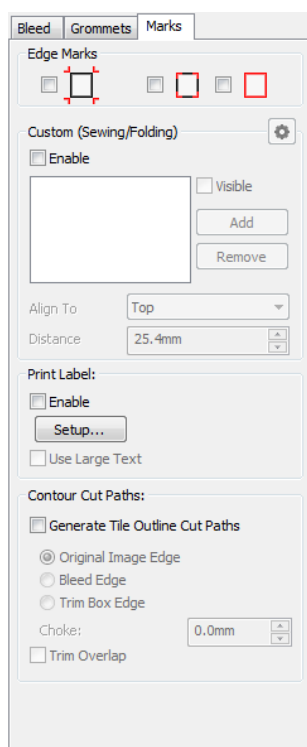 Bleed Grommets Marks
Edge Marks
Custom (Sewing/Folding)
Enable
Visible
Add
Remove
Align To Top
Distance 25.4mm
Print Label:
Enable
Setup...
Use Large Text
Contour Cut Paths:
Generate Tile Outline Cut Paths
Original Image Edge
Bleed Edge
Trim Box Edge
Choke: 0.0mm
Trim Overlap